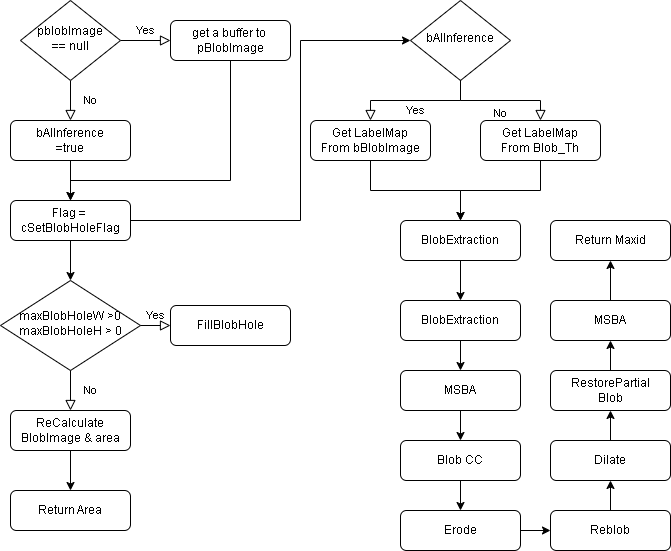 pblobImage
== null
Yes
get a buffer to
pBlobImage
No
bAIInference
=true
Flag =
cSetBlobHoleFlag
maxBlobHoleW >0
maxBlobHoleH > 0
Yes
FillBlobHole
No
ReCalculate
BlobImage & area
Return Area
bAIInference
Yes
No
Get LabelMap
From bBlobImage
Get LabelMap
From Blob_Th
BlobExtraction
BlobExtraction
MSBA
Blob CC
Erode
Reblob
Dilate
RestorePartial
Blob
MSBA
Return Maxid